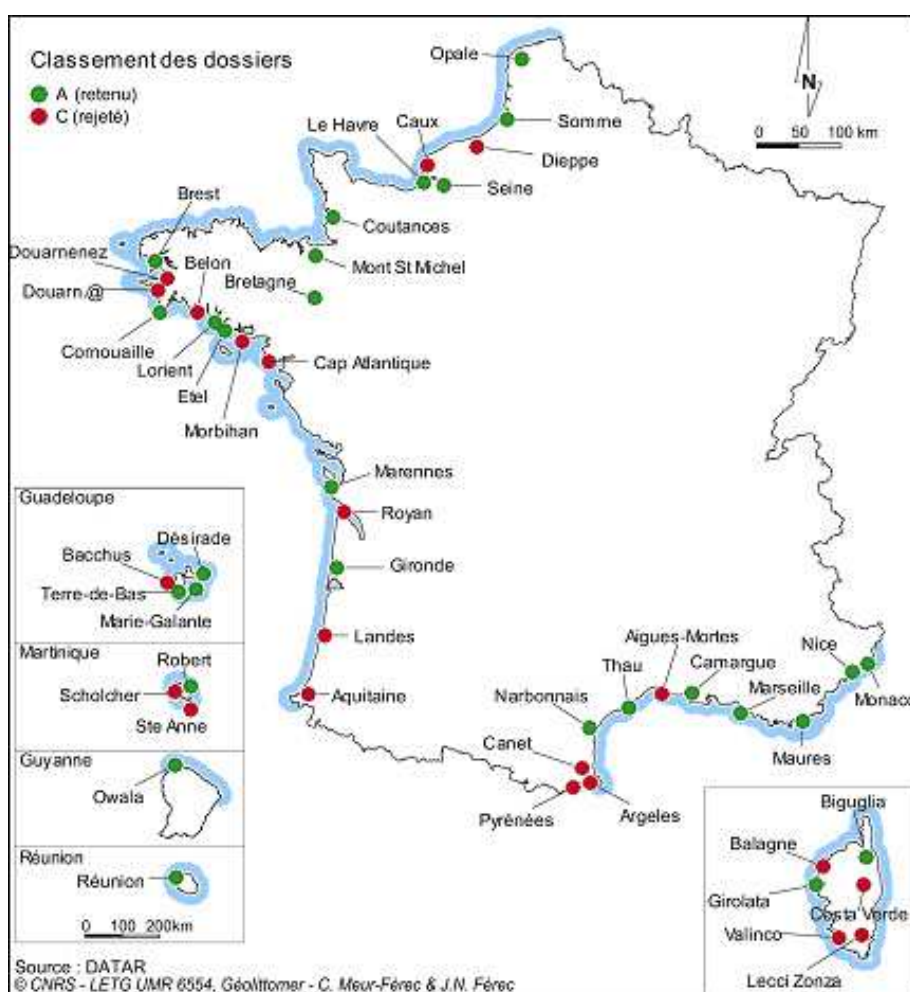 Classement des dossiers
A (retenu)
C (rejeté)
N
0 50 100 km
Opale
Somme
Dieppe
Caux
Le Havre
Seine
Coutances
Mont St Michel
Bretagne
Brest
Douarnenez
Douarn.@
Belon
Cornouaille
Lorient
Etel
Morbihan
Cap Atlantique
Marennes
Royan
Gironde
Landes
Aquitaine
Narbonnais
Thau
Aigues-Mortes
Camargue
Marseille
Maures
Nice
Monaco
Canet
Pyrénées
Argeles
Guadeloupe
Désirade
Bacchus
Terre-de-Bas
Marie-Galante
Martinique
Robert
Scholcher
Ste Anne
Guyanne
Owala
Réunion
Réunion
0 100 200km
Biguglia
Balagne
Girolata
Costa Verde
Valinco
Lecci Zonza
Source : DATAR
© CNRS - LETG UMR 6554, Géolittomer - C. Meur-Férec & J.N. Férec